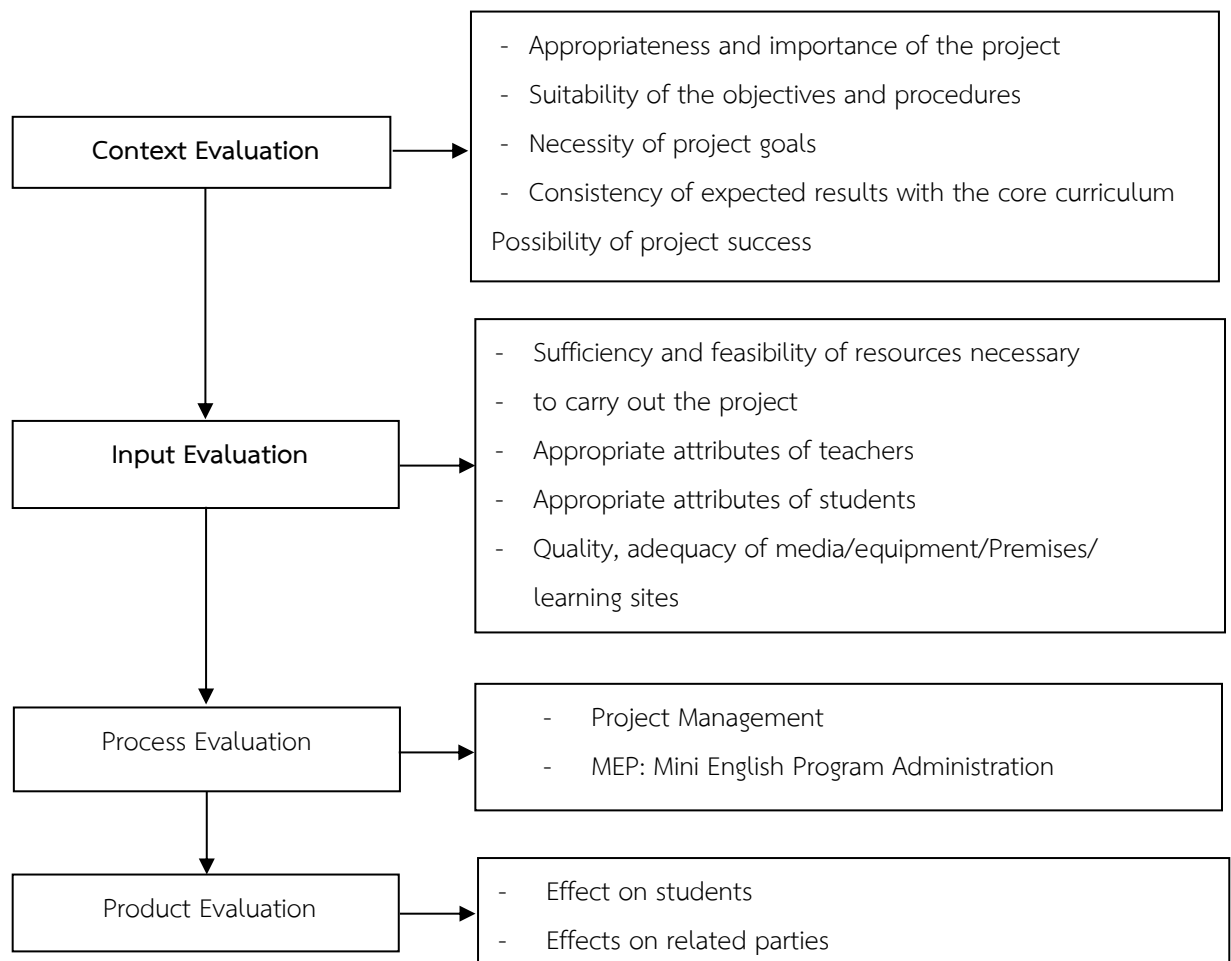 Context Evaluation
- Appropriateness and importance of the project
- Suitability of the objectives and procedures
- Necessity of project goals
- Consistency of expected results with the core curriculum
Possibility of project success
Input Evaluation
- Sufficiency and feasibility of resources necessary
- to carry out the project
- Appropriate attributes of teachers
- Appropriate attributes of students
- Quality, adequacy of media/equipment/Premises/
learning sites
Process Evaluation
- Project Management
- MEP: Mini English Program Administration
Product Evaluation
- Effect on students
- Effects on related parties